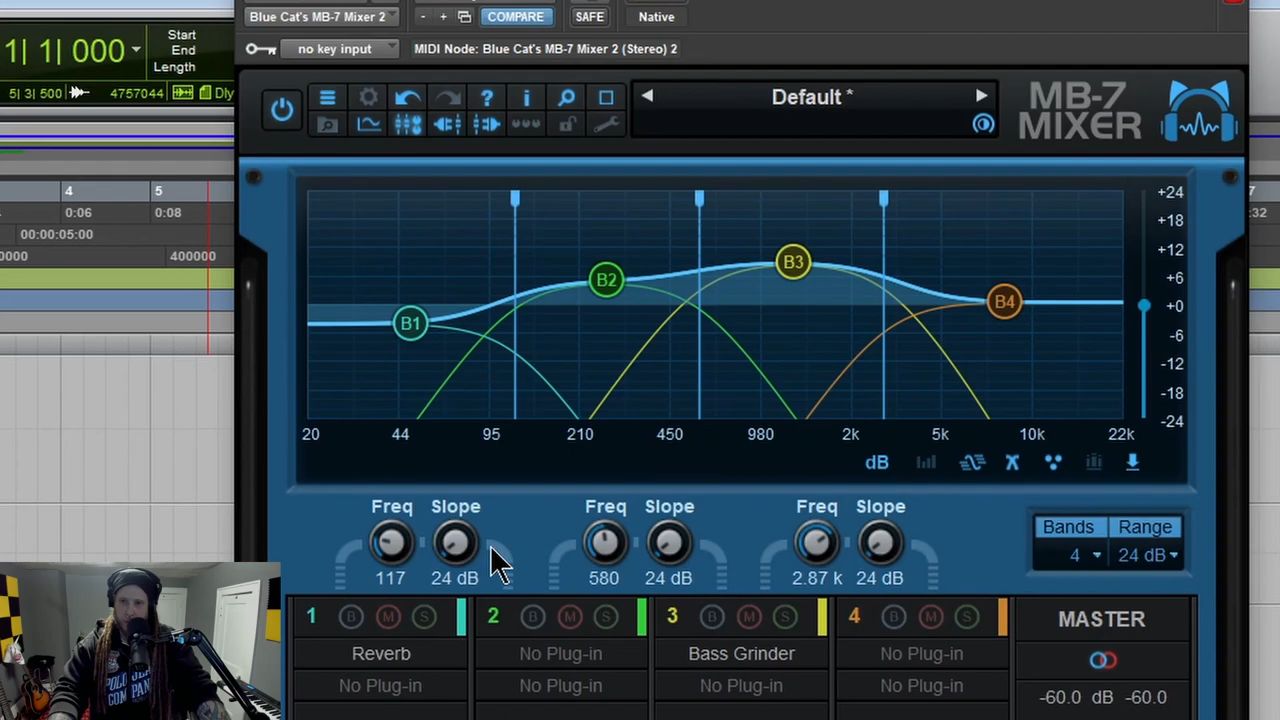 Blue Cat's MB-7 Mixer 2
- + COMPARE SAFE Native
no key input
MIDI Node: Blue Cat's MB-7 Mixer 2 (Stereo) 2
1| 1| 000
Start
End
Length
5| 3| 500
4757044
Dly
Default *
MB-7
MIXER
4 5
0:06 0:08
00:00:05:00
0000 400000
7
:32
B1 B2 B3 B4
+24
+18
+12
+6
+0
-6
-12
-18
-24
20 44 95 210 450 980 2k 5k 10k 22k
dB
Freq Slope Freq Slope Freq Slope
117 24 dB 580 24 dB 2.87 k 24 dB
Bands Range
4 24 dB
1 B M S 2 B M S 3 B M S 4 B M S MASTER
Reverb No Plug-in Bass Grinder No Plug-in
No Plug-in No Plug-in No Plug-in No Plug-in
-60.0 dB -60.0